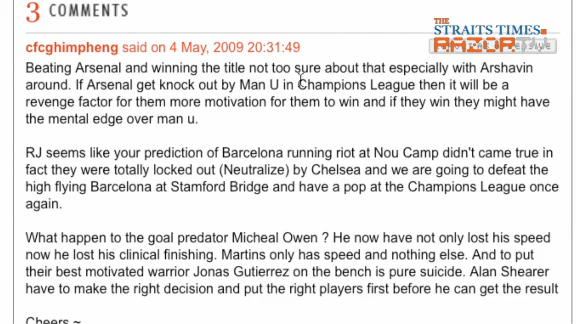 3 COMMENTS
THE
STRAITS TIMES
RAZOR
cfcghimpheng said on 4 May, 2009 20:31:49
Beating Arsenal and winning the title not too sure about that especially with Arshavin
around. If Arsenal get knock out by Man U in Champions League then it will be a
revenge factor for them more motivation for them to win and if they win they might have
the mental edge over man u.
RJ seems like your prediction of Barcelona running riot at Nou Camp didn't came true in
fact they were totally locked out (Neutralize) by Chelsea and we are going to defeat the
high flying Barcelona at Stamford Bridge and have a pop at the Champions League once
again.
What happen to the goal predator Micheal Owen ? He now have not only lost his speed
now he lost his clinical finishing. Martins only has speed and nothing else. And to put
their best motivated warrior Jonas Gutierrez on the bench is pure suicide. Alan Shearer
have to make the right decision and put the right players first before he can get the result
Cheers ~